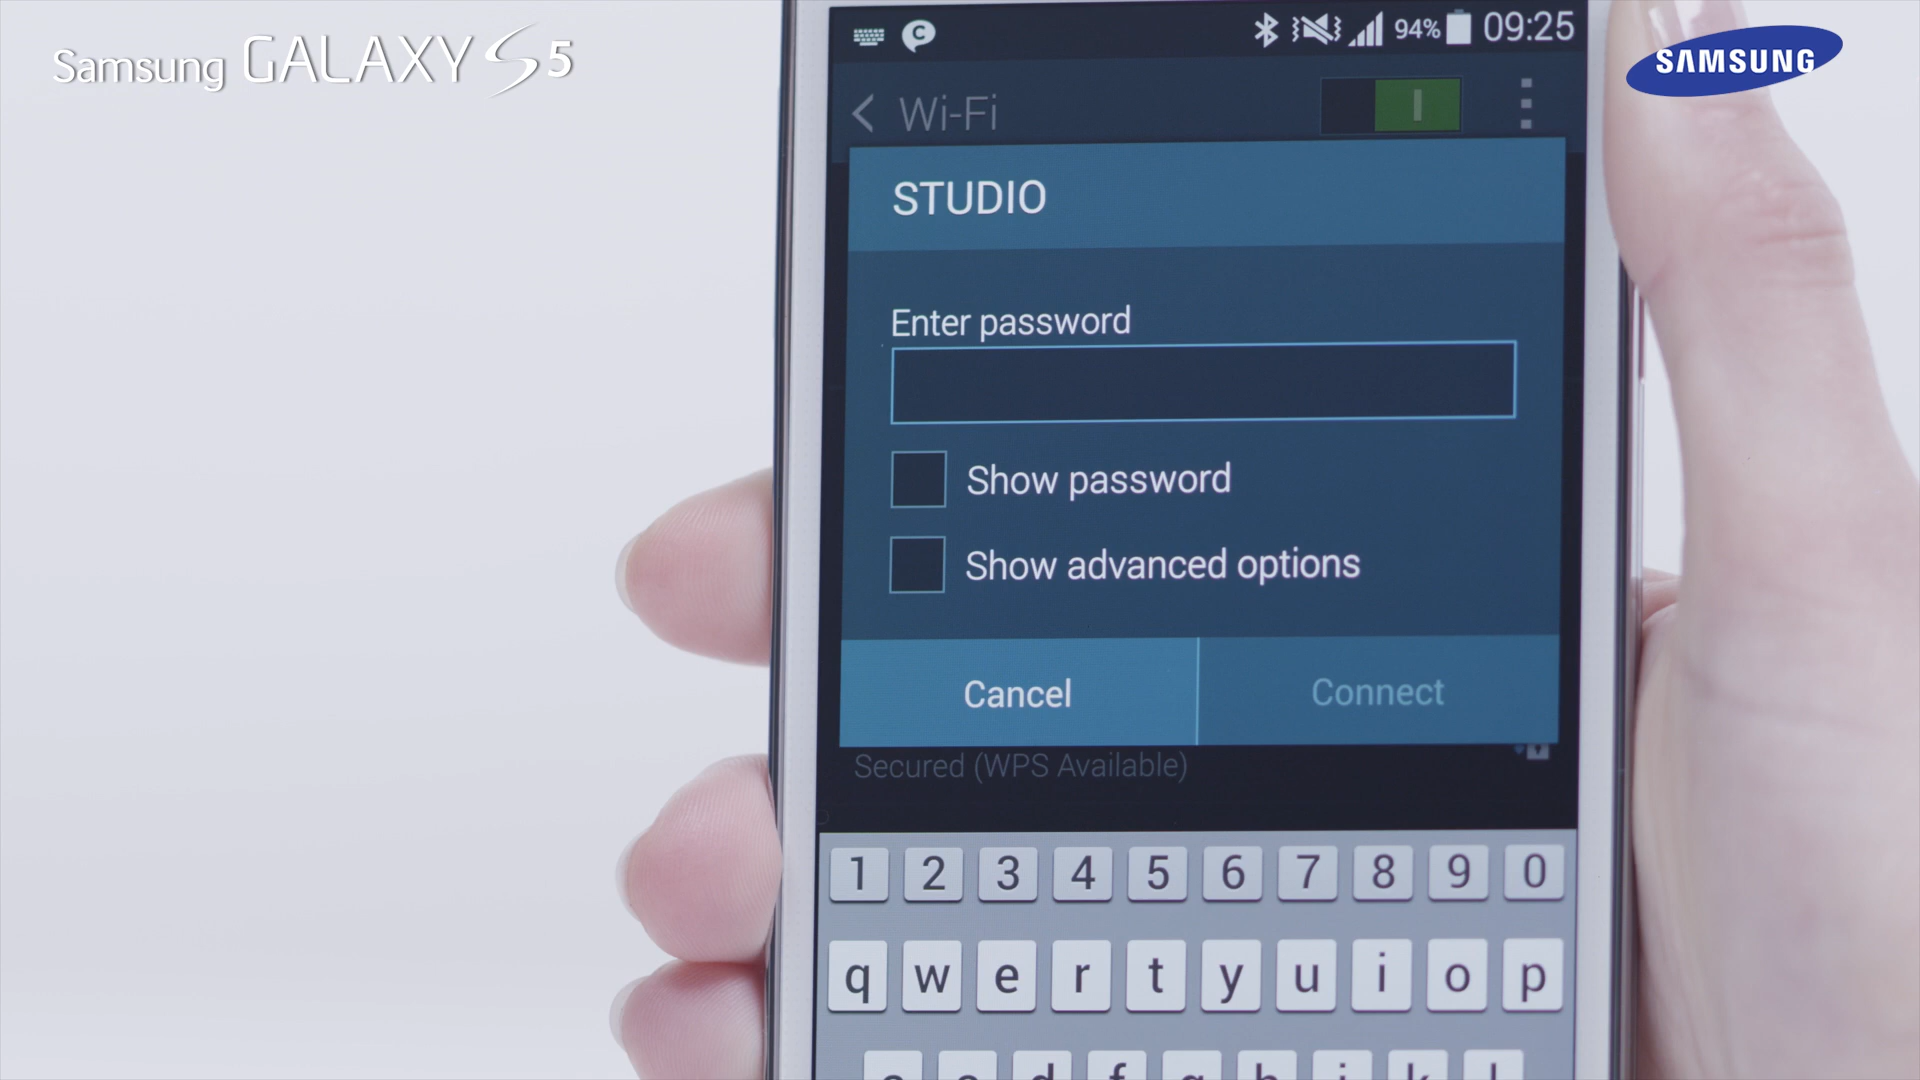 Samsung GALAXY S5
SAMSUNG
94% 09:25
Wi-Fi
STUDIO
Enter password
Show password
Show advanced options
Cancel Connect
Secured (WPS Available)
1 2 3 4 5 6 7 8 9 0
q w e r t y u i o p